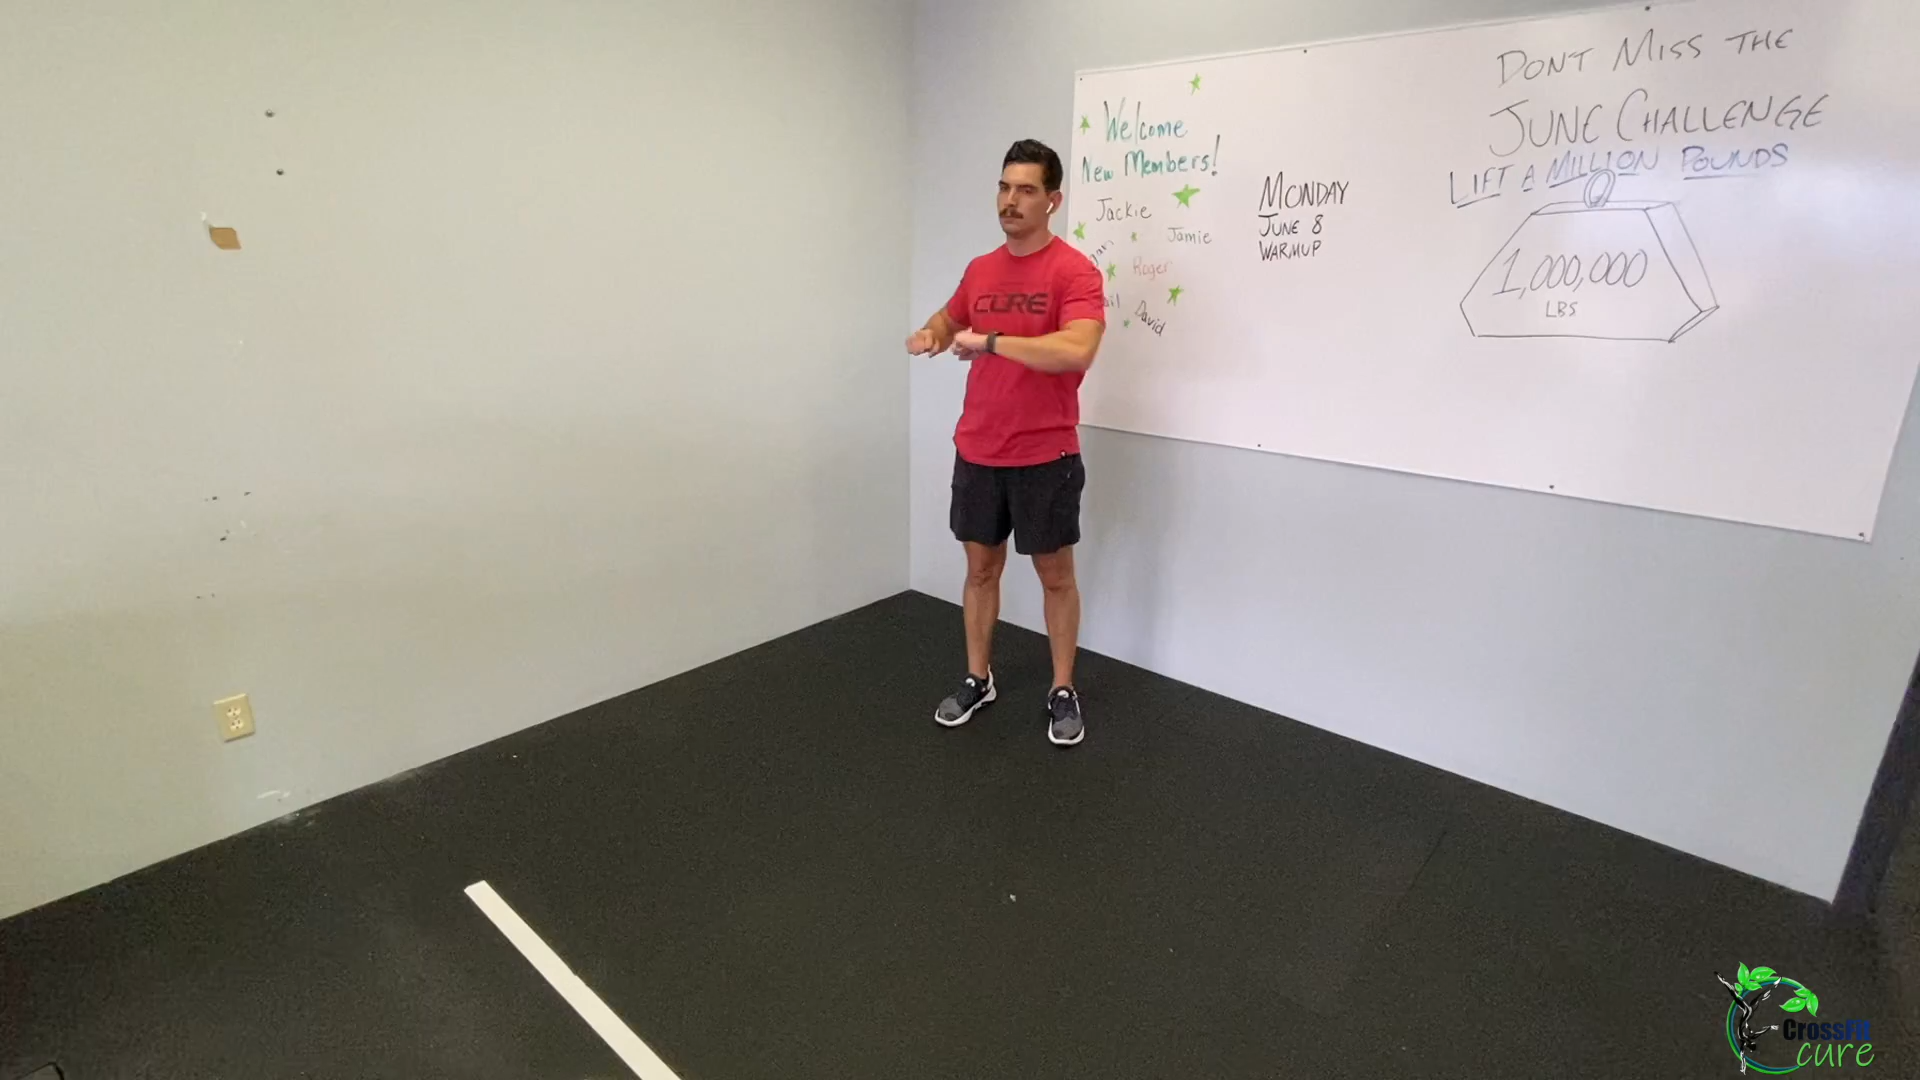 Welcome
New Members!
Jackie
Jamie
Roger
David
MONDAY
JUNE 8
WARMUP
DONT MISS THE
JUNE CHALLENGE
LIFT A MILLION POUNDS
1,000,000
LBS
CURE
CrossFit
cure